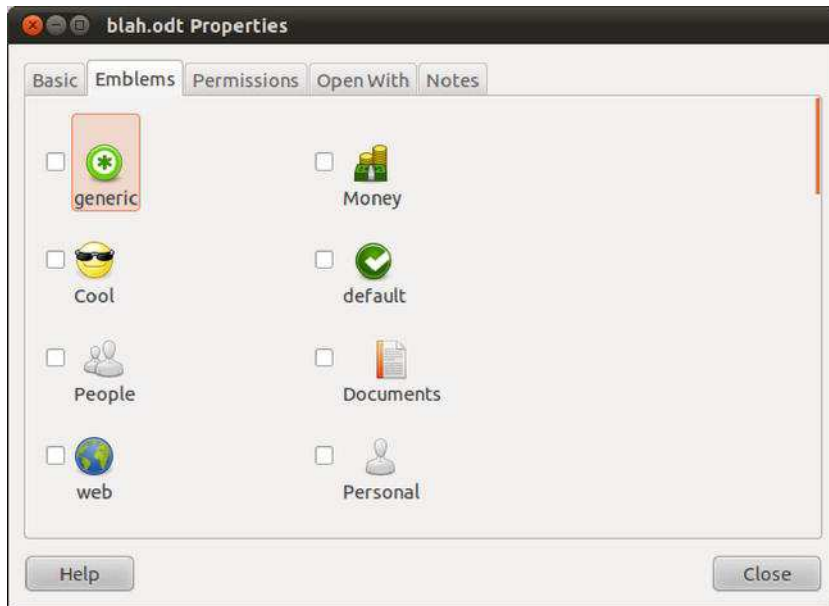 blah.odt Properties
Basic Emblems Permissions Open With Notes
generic Money
Cool default
People Documents
web Personal
Help Close